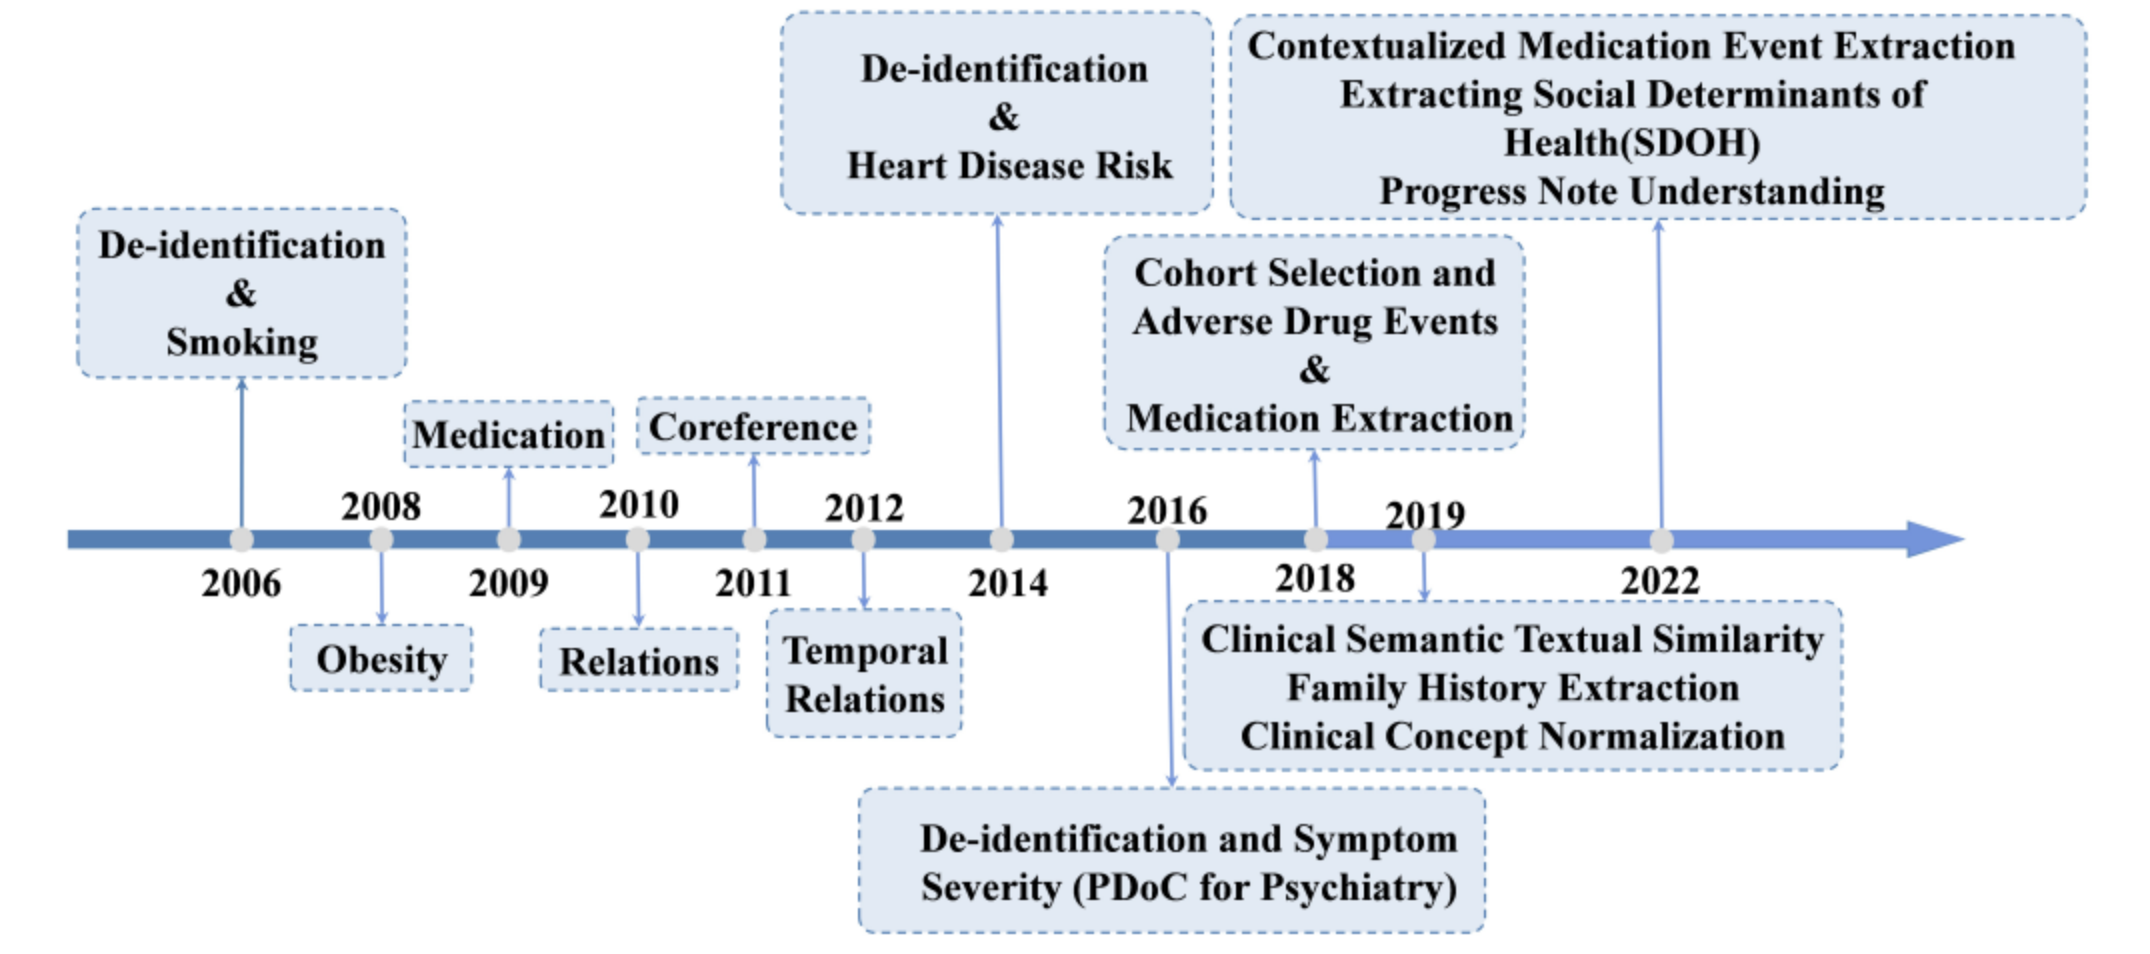 De-identification
&
Heart Disease Risk
Contextualized Medication Event Extraction
Extracting Social Determinants of
Health(SDOH)
Progress Note Understanding
De-identification
&
Smoking
Cohort Selection and
Adverse Drug Events
&
Medication Extraction
Medication
Coreference
2008
2010
2012
2016
2019
2006
2009
2011
2014
2018
2022
Obesity
Relations
Temporal
Relations
Clinical Semantic Textual Similarity
Family History Extraction
Clinical Concept Normalization
De-identification and Symptom
Severity (PDoC for Psychiatry)